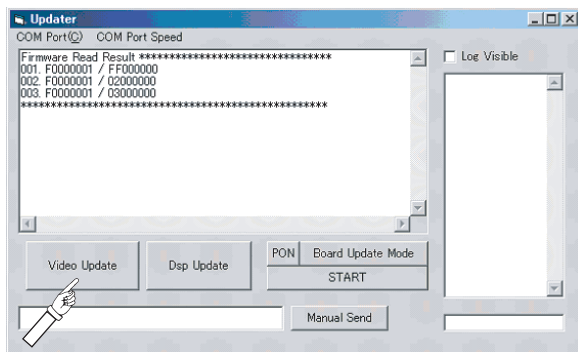 Updater
COM Port(C) COM Port Speed
Firmware Read Result ********************************
001. F0000001 / FF000000
002. F0000001 / 02000000
003. F0000001 / 03000000
***************************************************
Log Visible
Video Update
Dsp Update
PON
Board Update Mode
START
Manual Send